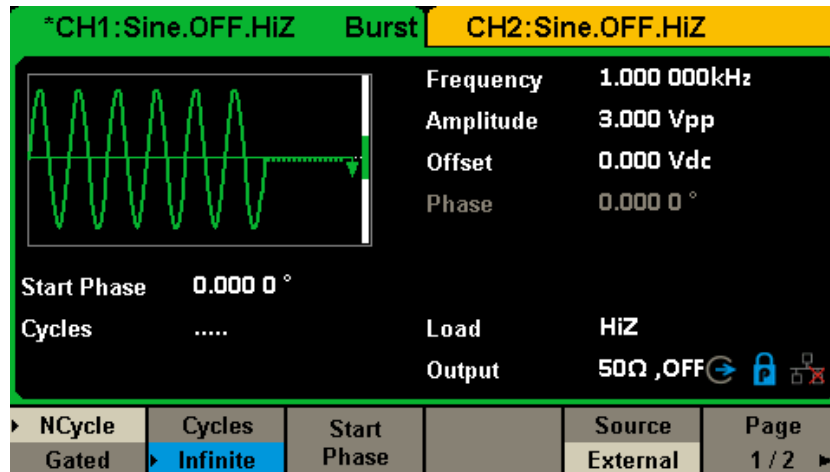 *CH1:Sine.OFF.HiZ Burst CH2:Sine.OFF.HiZ
Frequency 1.000 000kHz
Amplitude 3.000 Vpp
Offset 0.000 Vdc
Phase 0.000 0 °
Start Phase 0.000 0 °
Cycles .....
Load HiZ
Output 50Ω ,OFF P
NCycle Cycles Start Source Page
Gated Infinite Phase External 1/2